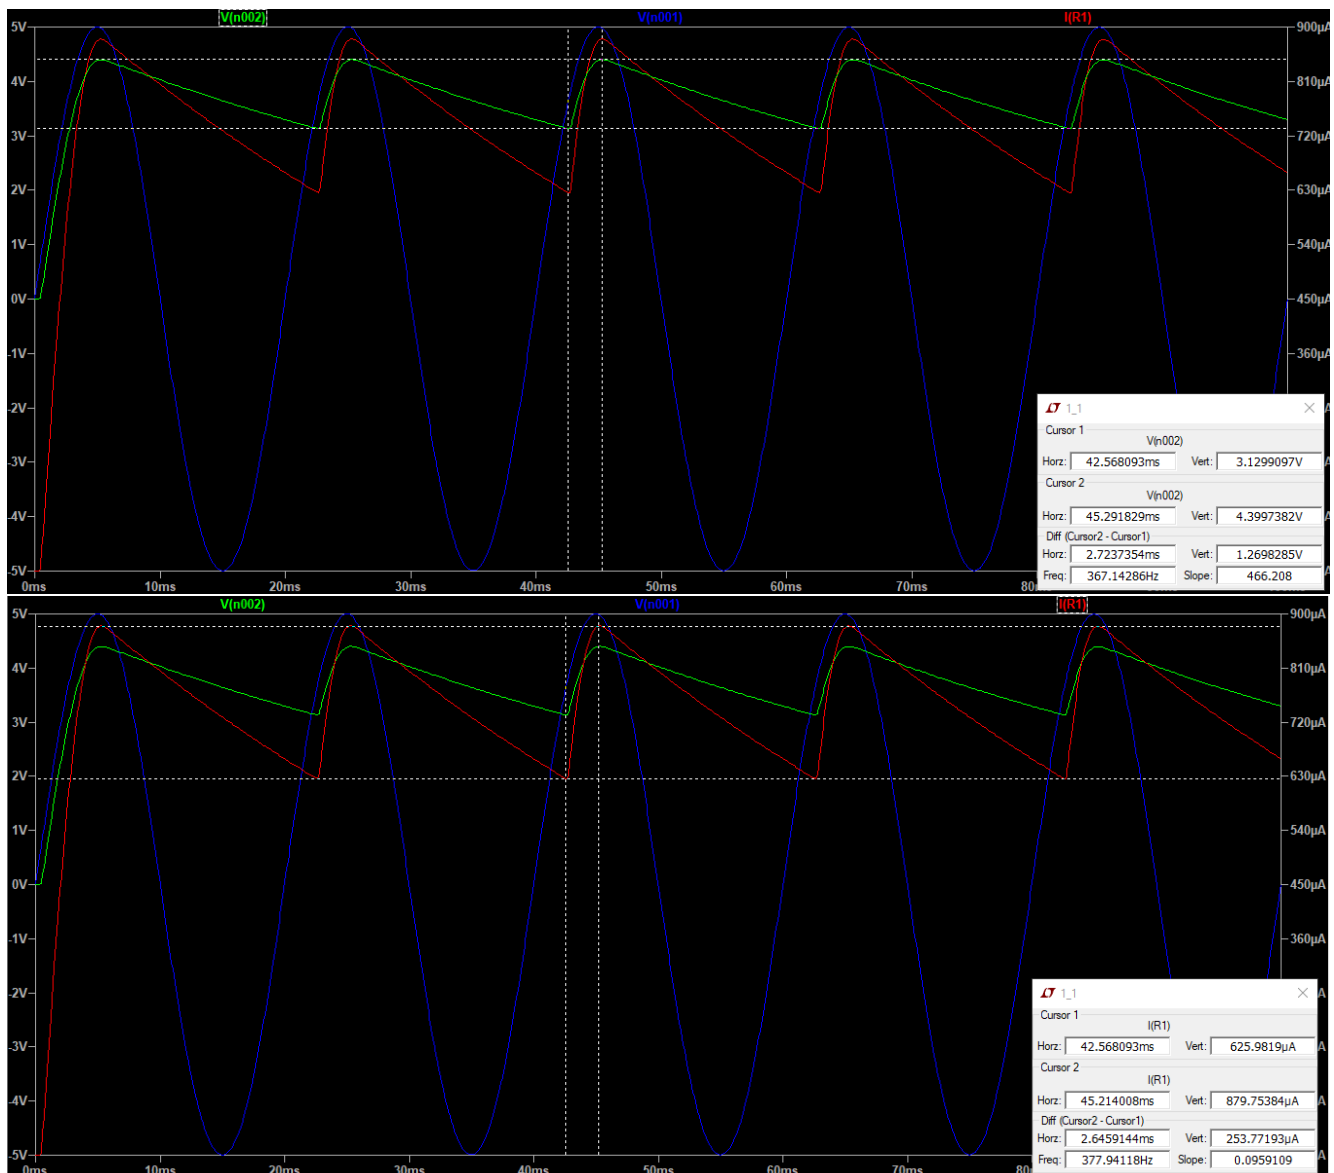 V(n002) V(n001) I(R1)
5V 900µA
4V 810µA
3V 720µA
2V 630µA
1V 540µA
0V 450µA
-1V 360µA
-2V A
1_1
-3V
Cursor 1
V(n002)
Horz: 42.568093ms Vert: 3.1299097V A
Cursor 2
V(n002)
-4V Horz: 45.291829ms Vert: 4.3997382V A
Diff (Cursor2 - Cursor1)
Horz: 2.7237354ms Vert: 1.2698285V
-5V Freq: 367.14286Hz Slope: 466.208 A
0ms 10ms 20ms 30ms 40ms 50ms 60ms 70ms
V(n002) V(n001) I(R1)
5V 900µA
4V 810µA
3V 720µA
2V 630µA
1V 540µA
0V 450µA
-1V 360µA
-2V A
1_1
Cursor 1
I(R1)
-3V Horz: 42.568093ms Vert: 625.9819µA A
Cursor 2
I(R1)
-4V Horz: 45.214008ms Vert: 879.75384µA A
Diff (Cursor2 - Cursor1)
Horz: 2.6459144ms Vert: 253.77193µA
-5V Freq: 377.94118Hz Slope: 0.0959109 A
0ms 10ms 20ms 30ms 40ms 50ms 60ms 70ms